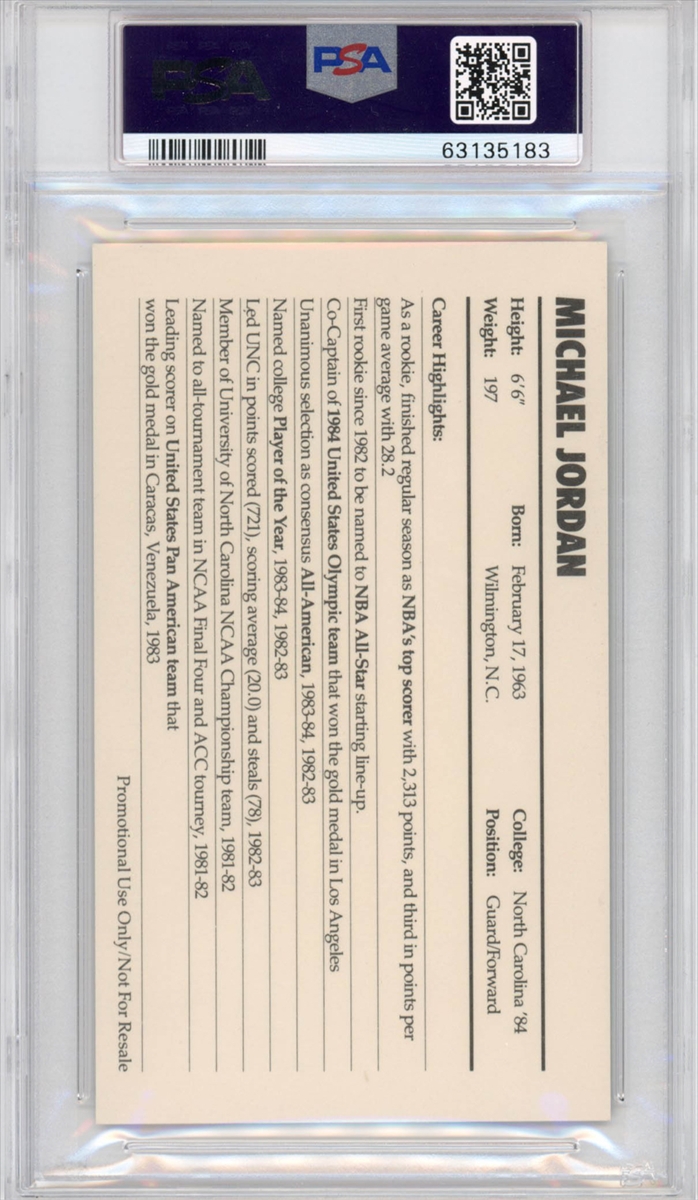 PSA
PSA
63135183
MICHAEL JORDAN
Height: 6'6" Born: February 17, 1963 College: North Carolina '84
Weight: 197 Wilmington, N.C. Position: Guard/Forward
Career Highlights:
As a rookie, finished regular season as NBA's top scorer with 2,313 points, and third in points per
game average with 28.2
First rookie since 1982 to be named to NBA All-Star starting line-up.
Co-Captain of 1984 United States Olympic team that won the gold medal in Los Angeles
Unanimous selection as consensus All-American, 1983-84, 1982-83
Named college Player of the Year, 1983-84, 1982-83
Led UNC in points scored (721), scoring average (20.0) and steals (78), 1982-83
Member of University of North Carolina NCAA Championship team, 1981-82
Named to all-tournament team in NCAA Final Four and ACC tourney, 1981-82
Leading scorer on United States Pan American team that
won the gold medal in Caracas, Venezuela, 1983
Promotional Use Only/Not For Resale